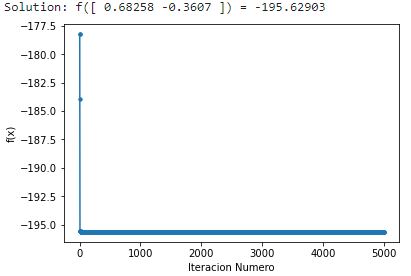 Solution: f([ 0.68258 -0.3607 ]) = -195.62903
−177.5
−180.0
−182.5
−185.0
−187.5
−190.0
−192.5
−195.0
f(x)
0 1000 2000 3000 4000 5000
Iteracion Numero